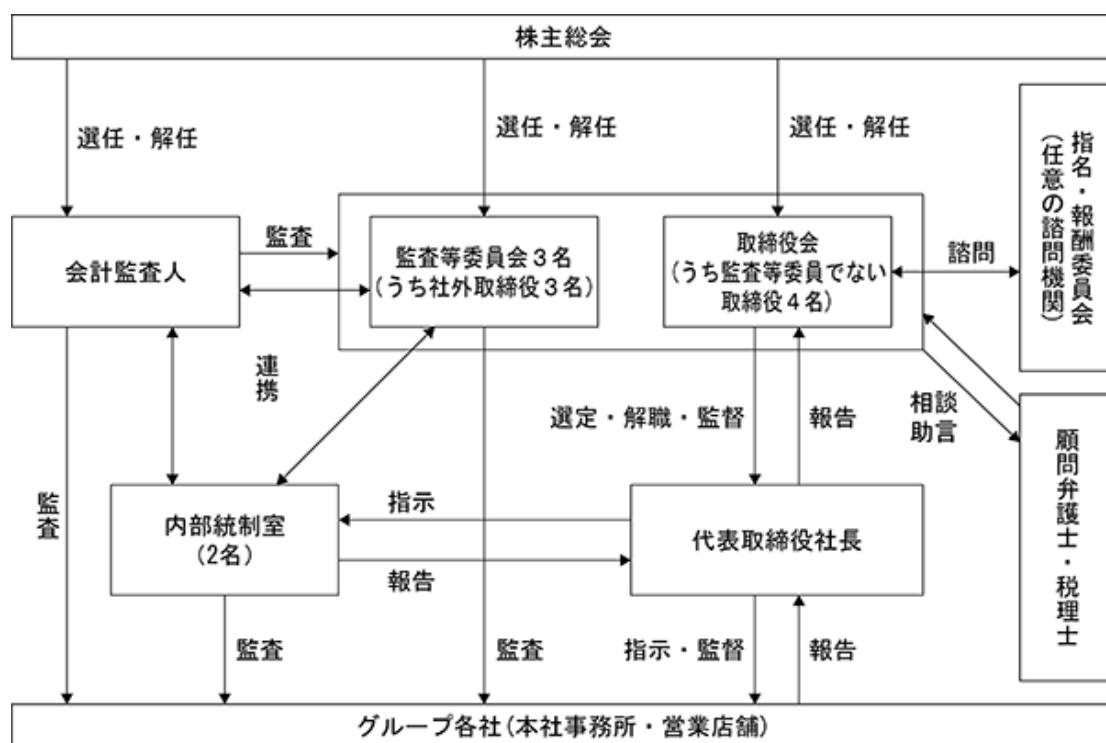 株主総会
選任・解任
選任・解任
選任・解任
指名・報酬委員会
(任意の諮問機関)
会計監査人
監査
監査等委員会3名
(うち社外取締役3名)
取締役会
(うち監査等委員でない
取締役4名)
諮問
連携
選定・解職・監督
報告
相談
助言
顧問弁護士・税理士
監査
内部統制室
(2名)
指示
報告
代表取締役社長
監査
監査
指示・監督
報告
グループ各社(本社事務所・営業店舗)